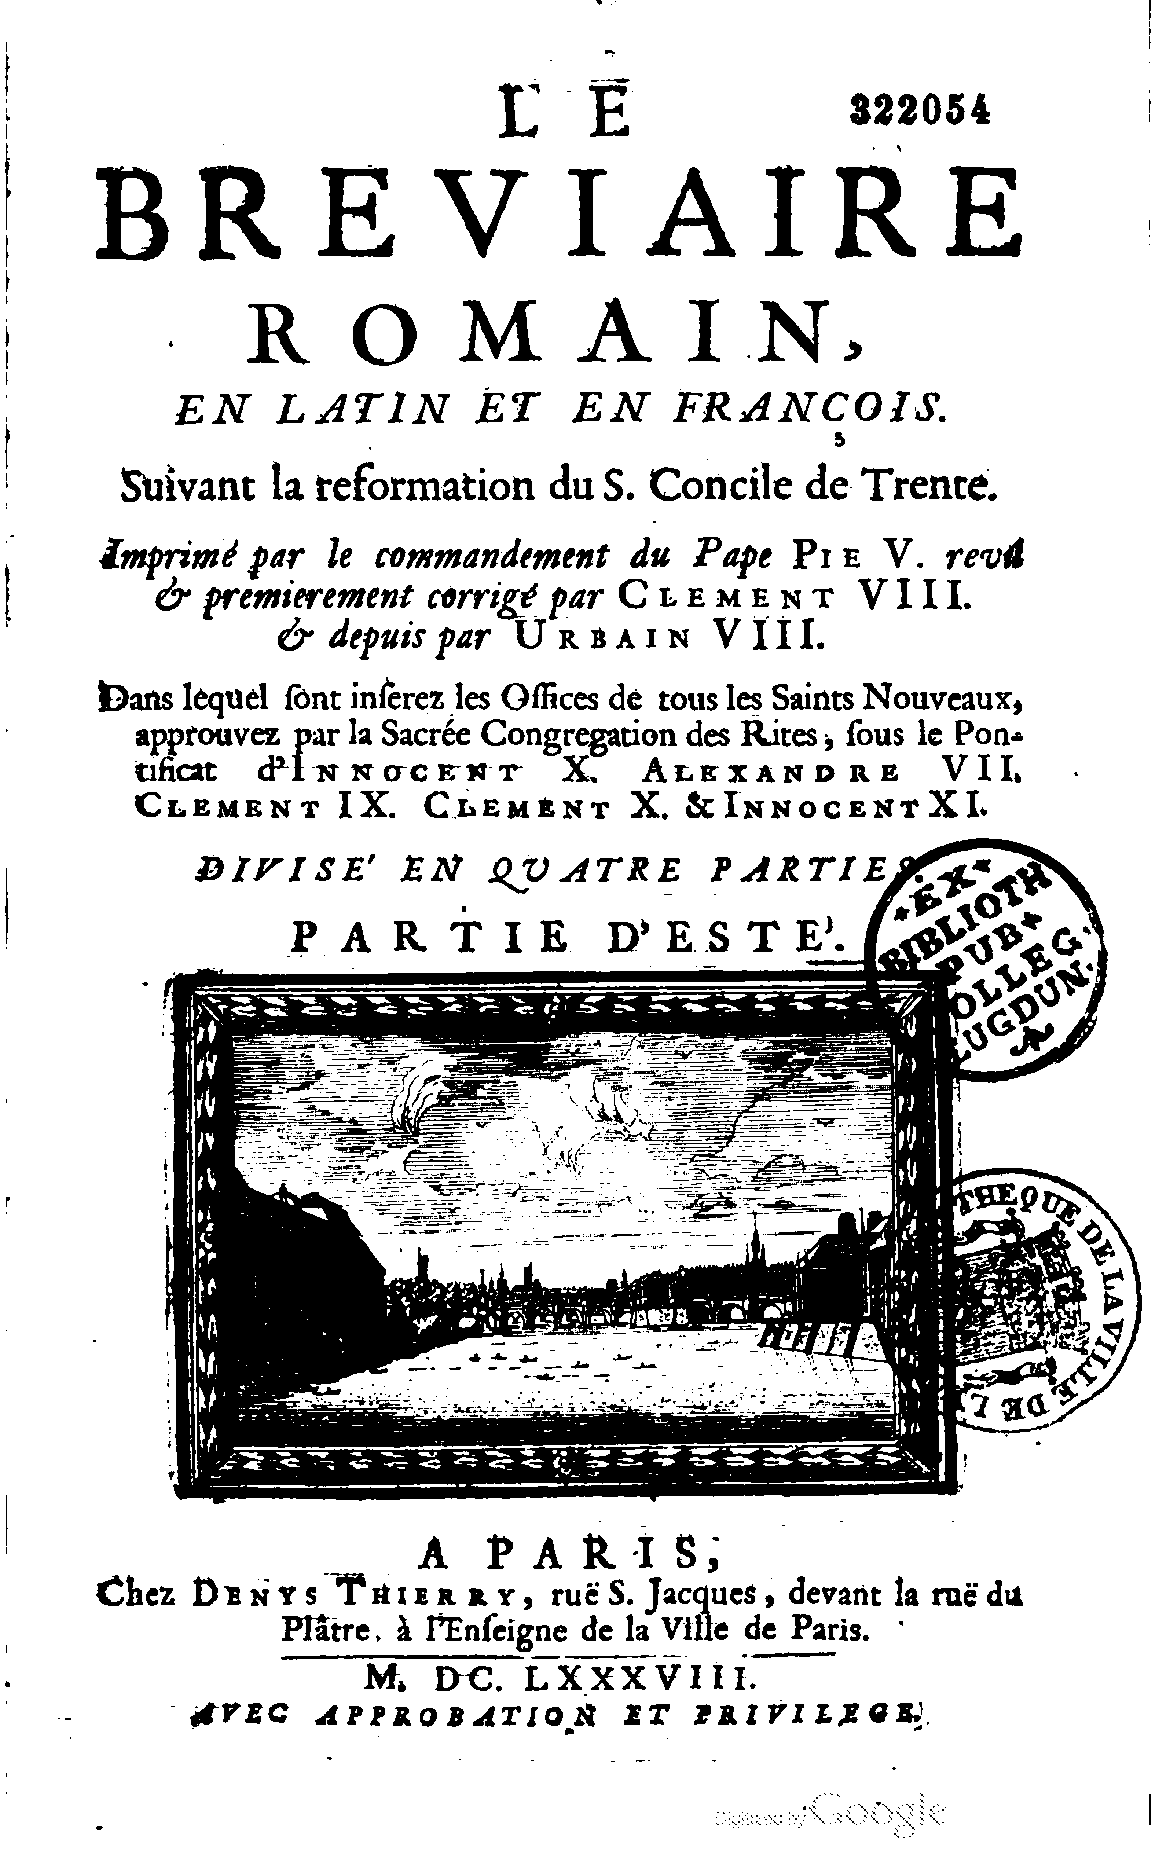 LE
322054
BREVIAIRE
ROMAIN,
EN LATIN ET EN FRANÇOIS.
Suivant la reformation du S. Concile de Trente.
Imprimé par le commandement du Pape PIE V. revû
& premierement corrigé par CLEMENT VIII.
& depuis par URBAIN VIII.
Dans lequel ſont inſerez les Offices de tous les Saints Nouveaux,
approuvez par la Sacrée Congregation des Rites, ſous le Pon-
tificat d'INNOCENT X. ALEXANDRE VII.
CLEMENT IX. CLEMENT X. & INNOCENT XI.
DIVISE' EN QUATRE PARTIES.
PARTIE D'ESTE'.
EX
BIBLIOTH
PUB
OLLEG.
LUGDUN.
THEQUE DE LA VILLE DE
A PARIS,
Chez DENYS THIERRY, ruë S. Jacques, devant la ruë du
Plâtre, à l'Enſeigne de la Ville de Paris.
M. DC. LXXXVIII.
AVEC APPROBATION ET PRIVILEGE.
Digitized by Google